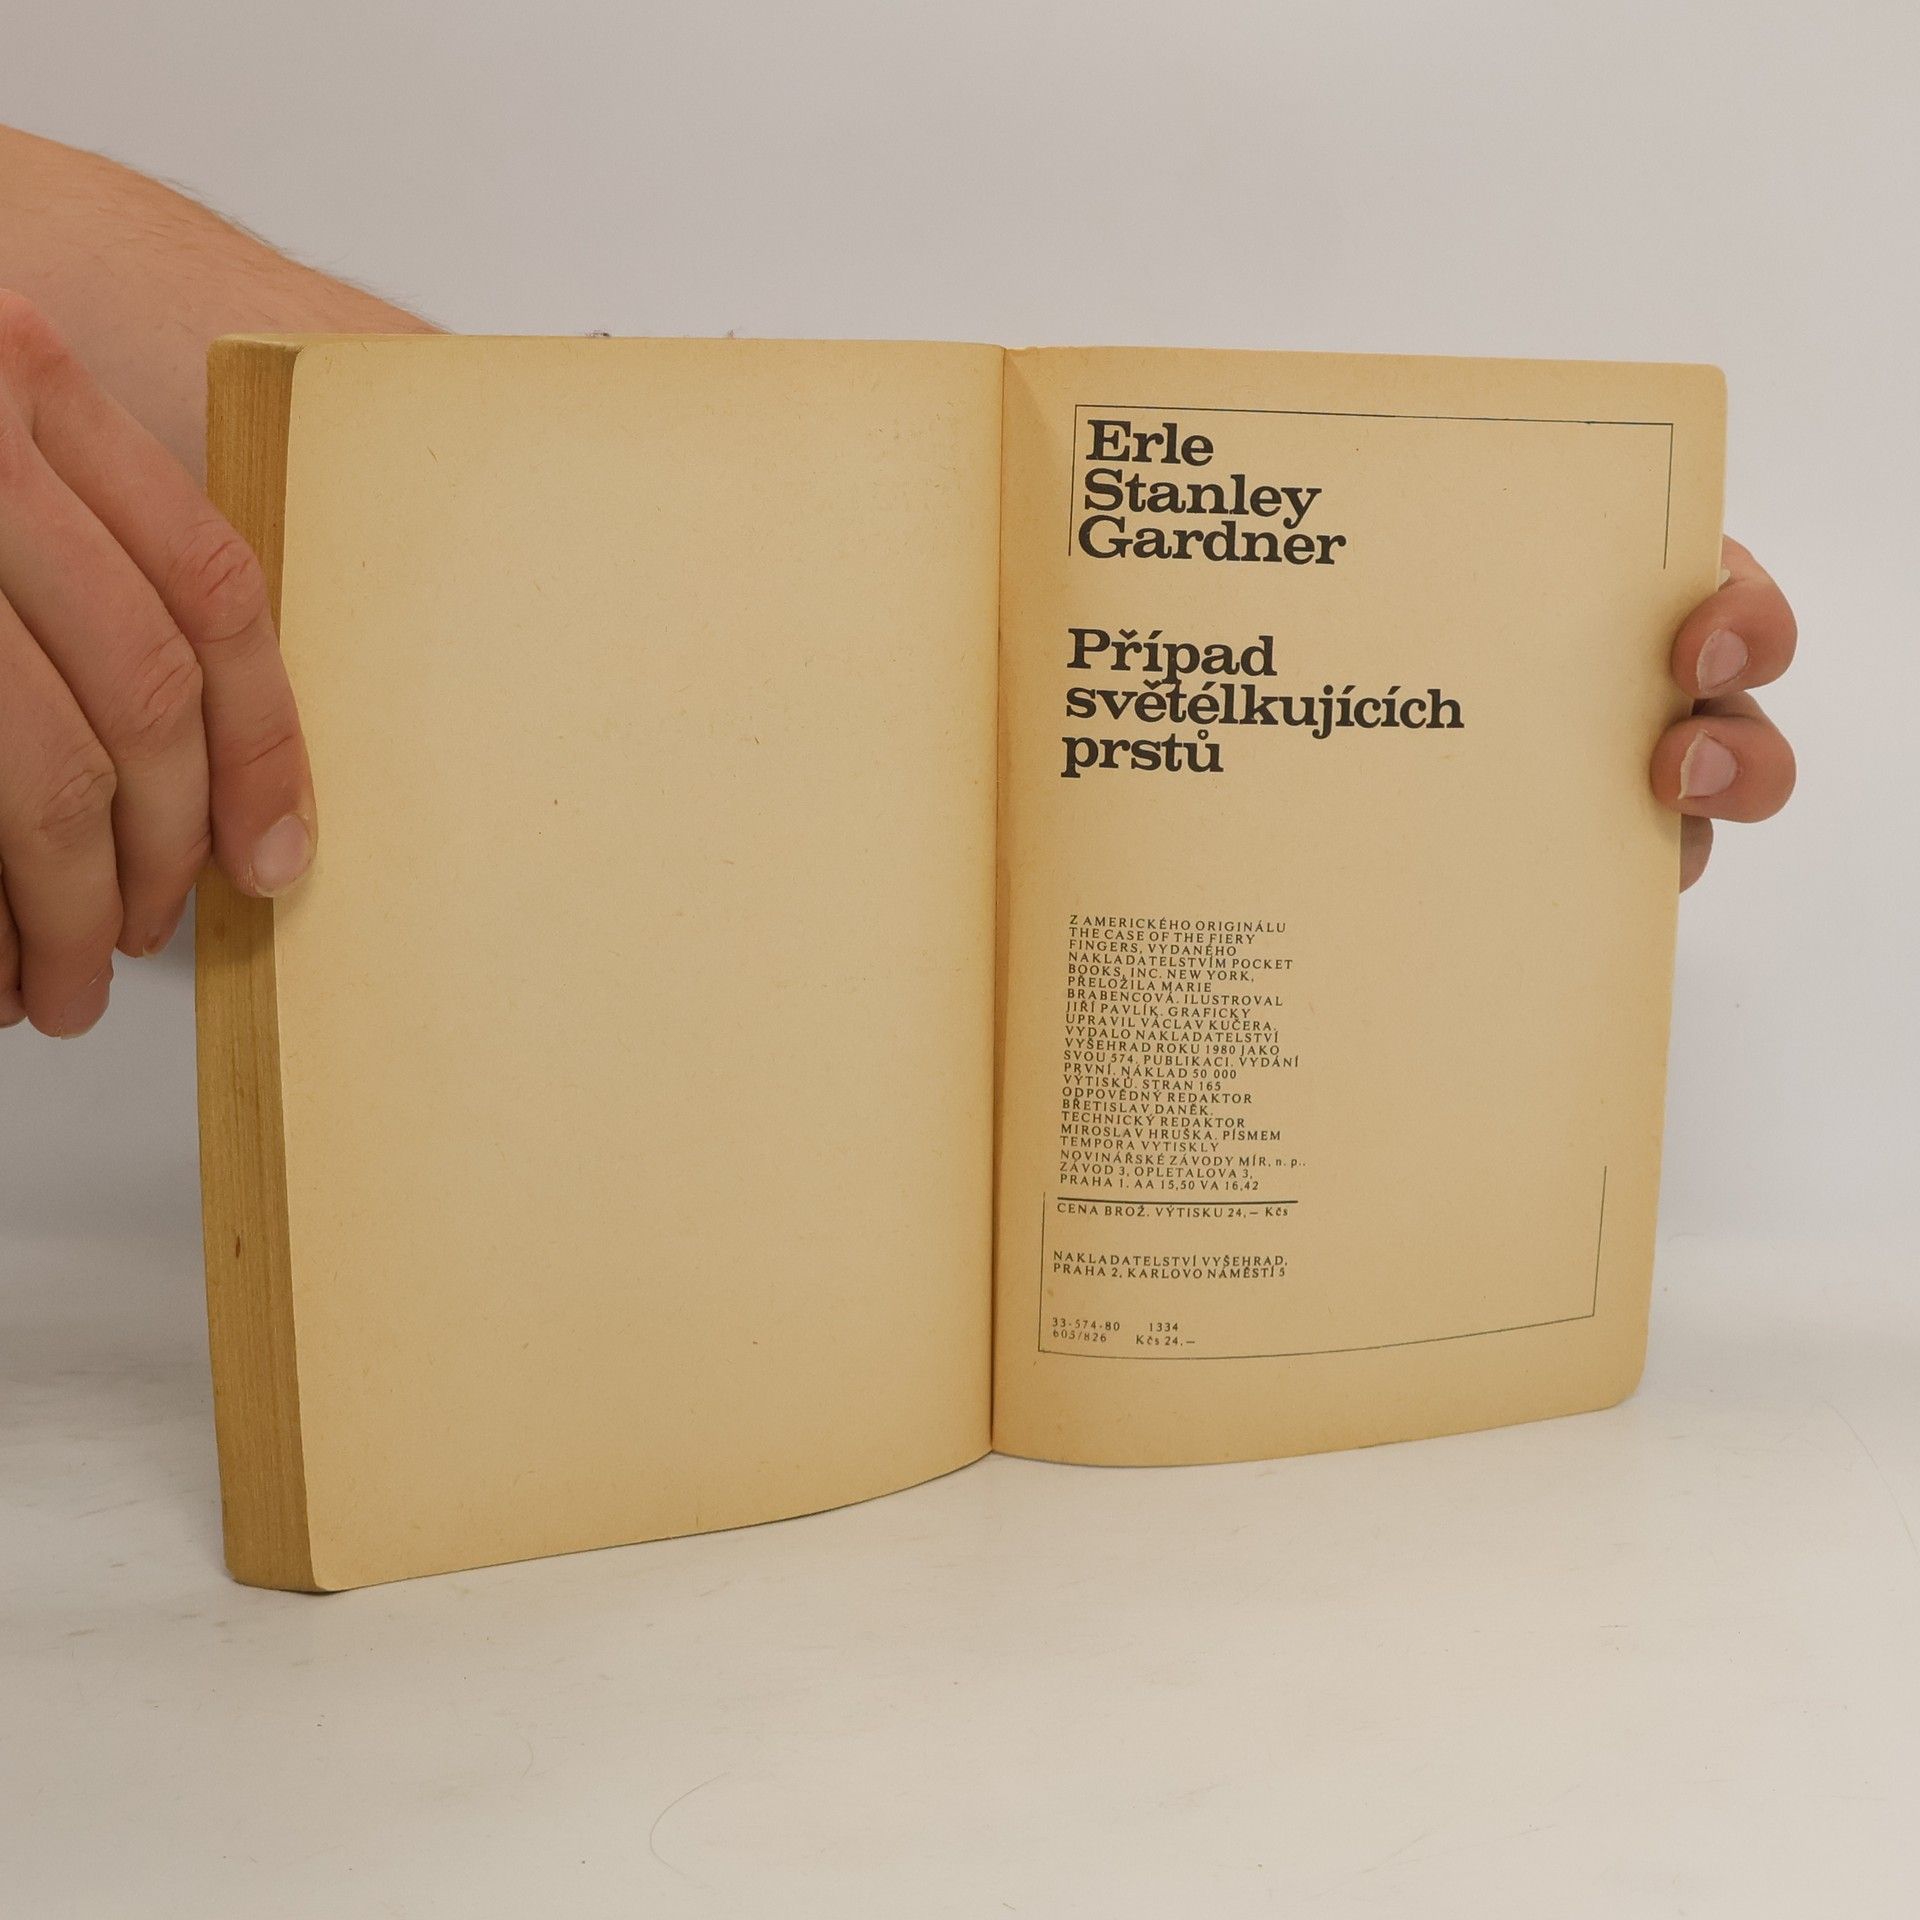 Erle
Stanley
Gardner
Případ
světélkujících
prstů
Z AMERICKÉHO ORIGINÁLU
THE CASE OF THE FIERY
FINGERS, VYDANÉHO
NAKLADATELSTVÍM POCKET
BOOKS, INC. NEW YORK,
PŘELOŽILA MARIE
BRABENCOVÁ. ILUSTROVAL
JIŘÍ PAVLÍK. GRAFICKY
UPRAVIL VÁCLAV KUČERA.
VYDALO NAKLADATELSTVÍ
VYŠEHRAD ROKU 1980 JAKO
SVOU 574. PUBLIKACI. VYDÁNÍ
PRVNÍ. NÁKLAD 50 000
VÝTISKŮ. STRAN 165
ODPOVĚDNÝ REDAKTOR
BŘETISLAV DANĚK.
TECHNICKÝ REDAKTOR
MIROSLAV HRUŠKA. PÍSMEM
TEMPORA VYTISKLY
NOVINÁŘSKÉ ZÁVODY MÍR, n. p..
ZÁVOD 3, OPLETALOVA 3,
PRAHA 1. AA 15,50 VA 16,42
CENA BROŽ. VÝTISKU 24,– Kčs
NAKLADATELSTVÍ VYŠEHRAD,
PRAHA 2, KARLOVO NÁMĚSTÍ 5
33-574-80 1334
603/826 Kčs 24,–